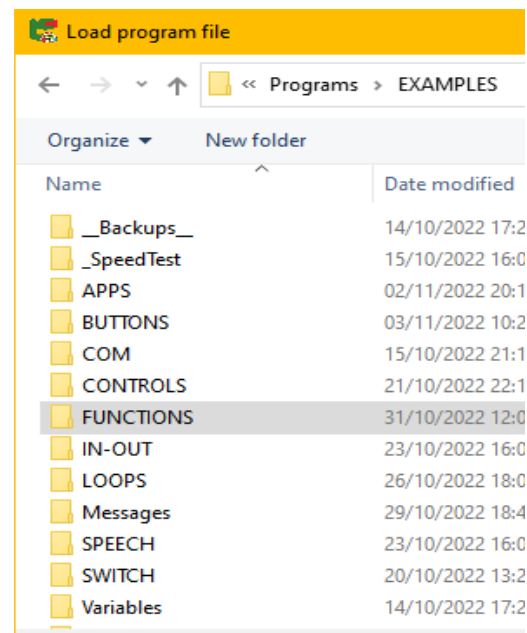 Load program file
« Programs > EXAMPLES
Organize New folder
Name Date modified
__Backups__ 14/10/2022 17:2
_SpeedTest 15/10/2022 16:0
APPS 02/11/2022 20:1
BUTTONS 03/11/2022 10:2
COM 15/10/2022 21:1
CONTROLS 21/10/2022 22:1
FUNCTIONS 31/10/2022 12:0
IN-OUT 23/10/2022 16:0
LOOPS 26/10/2022 18:0
Messages 29/10/2022 18:4
SPEECH 23/10/2022 16:0
SWITCH 20/10/2022 13:2
Variables 14/10/2022 17:2